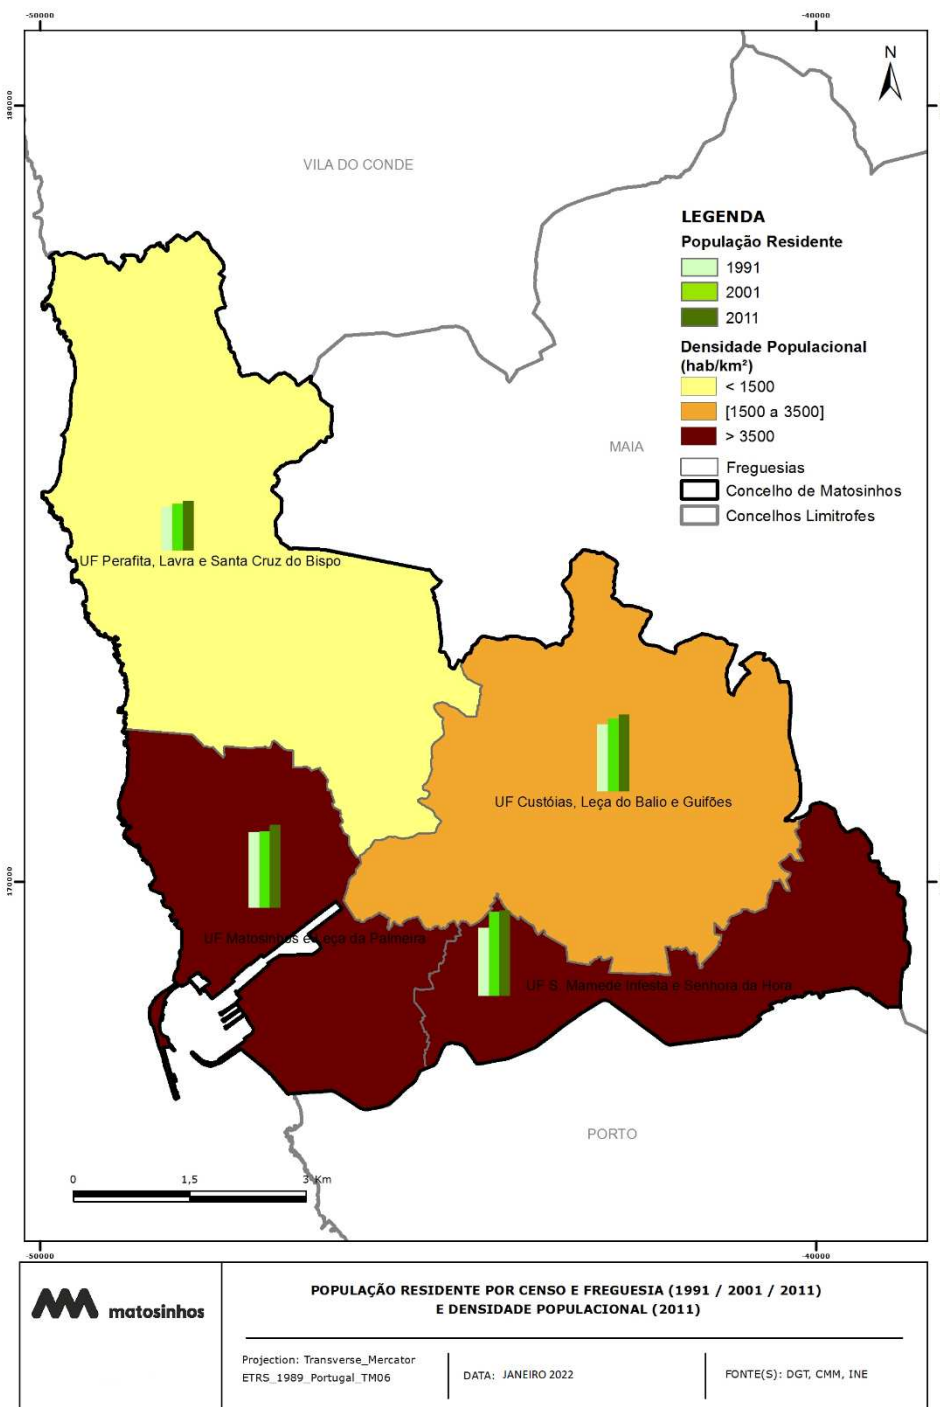 -50000
-40000
180000
N
VILA DO CONDE
LEGENDA
População Residente
1991
2001
2011
Densidade Populacional
(hab/km²)
< 1500
[1500 a 3500]
> 3500
Freguesias
Concelho de Matosinhos
Concelhos Limitrofes
MAIA
UF Perafita, Lavra e Santa Cruz do Bispo
UF Custóias, Leça do Balio e Guifões
170000
UF Matosinhos e Leça da Palmeira
UF S. Mamede Infesta e Senhora da Hora
PORTO
0 1,5 3 Km
-50000
-40000
matosinhos
POPULAÇÃO RESIDENTE POR CENSO E FREGUESIA (1991 / 2001 / 2011)
E DENSIDADE POPULACIONAL (2011)
Projection: Transverse_Mercator
ETRS_1989_Portugal_TM06
DATA: JANEIRO 2022
FONTE(S): DGT, CMM, INE